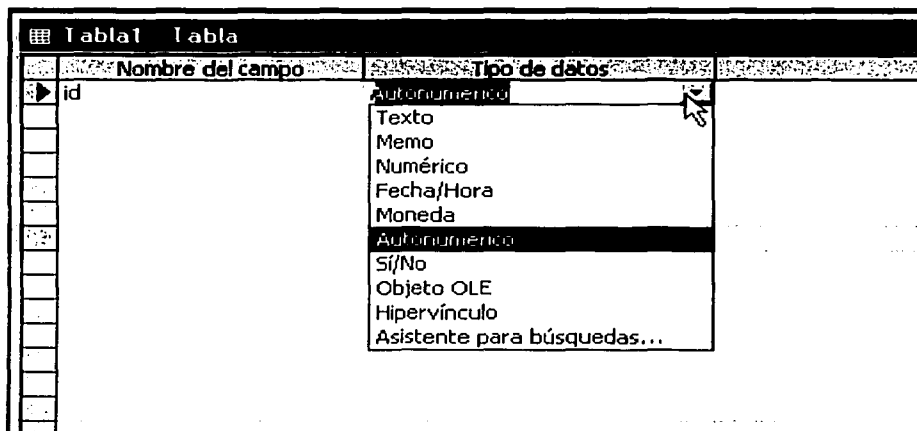 Tabla1 Tabla
Nombre del campo Tipo de datos
id Autonumérico
Texto
Memo
Numérico
Fecha/Hora
Moneda
Autonumérico
Sí/No
Objeto OLE
Hipervínculo
Asistente para búsquedas...